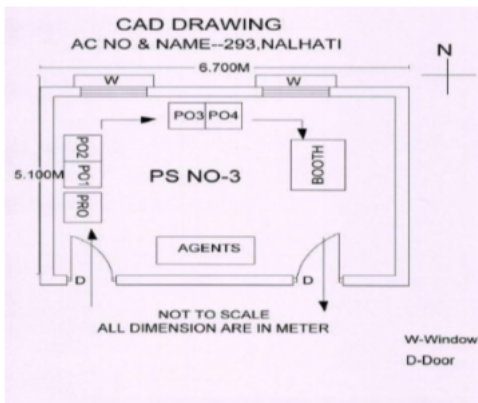 CAD DRAWING
AC NO & NAME--293,NALHATI
N
6.700M
W
W
PO3
PO4
PO2
PO1
PRO
5.100M
PS NO-3
BOOTH
AGENTS
D
D
NOT TO SCALE
ALL DIMENSION ARE IN METER
W-Window
D-Door